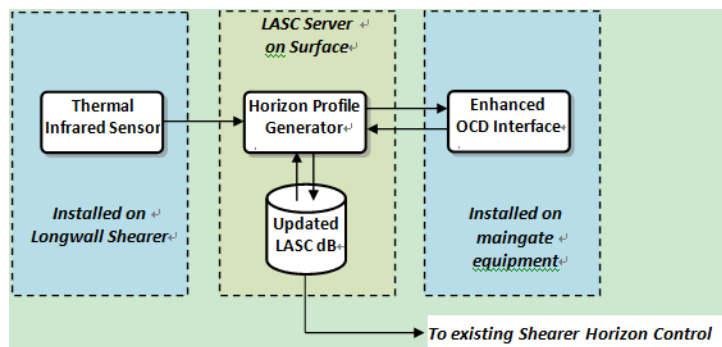 LASC Server
on Surface
Thermal
Infrared Sensor
Horizon Profile
Generator
Enhanced
OCD Interface
Updated
LASC dB
Installed on
Longwall Shearer
Installed on
maingate
equipment
To existing Shearer Horizon Control